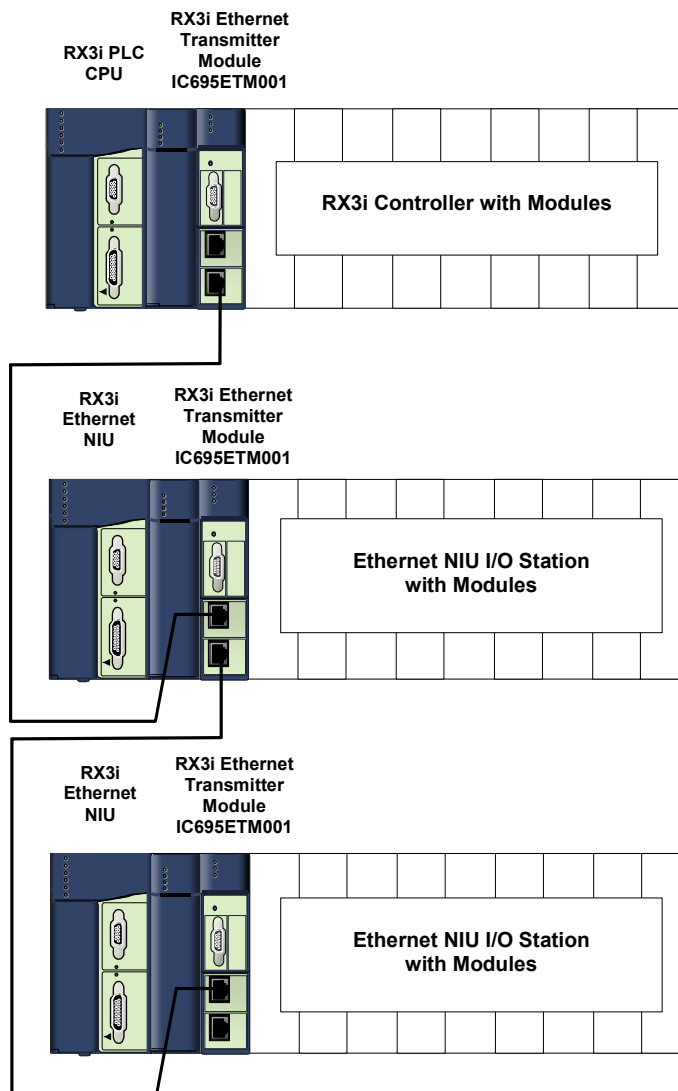 RX3i PLC
CPU
RX3i Ethernet
Transmitter
Module
IC695ETM001
RX3i Controller with Modules
RX3i
Ethernet
NIU
RX3i Ethernet
Transmitter
Module
IC695ETM001
Ethernet NIU I/O Station
with Modules
RX3i
Ethernet
NIU
RX3i Ethernet
Transmitter
Module
IC695ETM001
Ethernet NIU I/O Station
with Modules